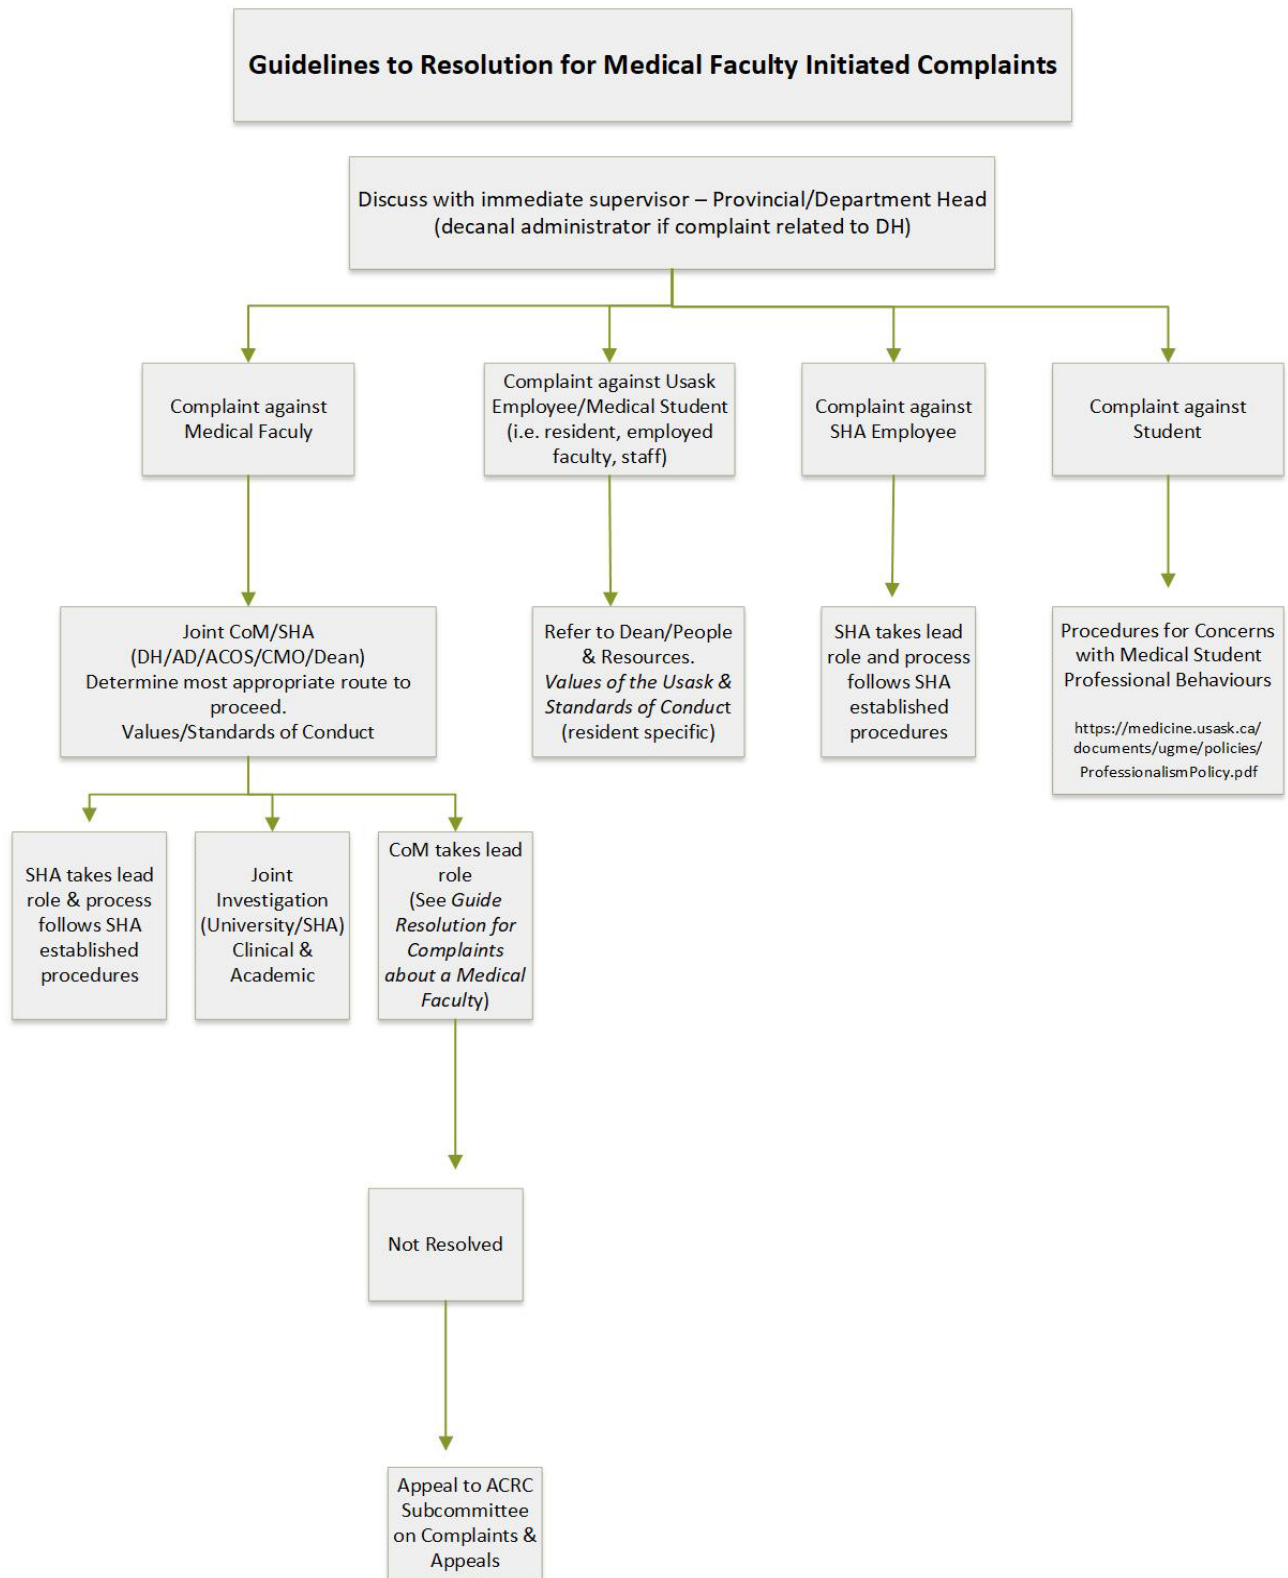 Guidelines to Resolution for Medical Faculty Initiated Complaints
Discuss with immediate supervisor – Provincial/Department Head
(decanal administrator if complaint related to DH)
Complaint against
Medical Faculy
Complaint against Usask
Employee/Medical Student
(i.e. resident, employed
faculty, staff)
Complaint against
SHA Employee
Complaint against
Student
Joint CoM/SHA
(DH/AD/ACOS/CMO/Dean)
Determine most appropriate route to
proceed.
Values/Standards of Conduct
Refer to Dean/People
& Resources.
Values of the Usask &
Standards of Conduct
(resident specific)
SHA takes lead
role and process
follows SHA
established
procedures
Procedures for Concerns
with Medical Student
Professional Behaviours
https://medicine.usask.ca/
documents/ugme/policies/
ProfessionalismPolicy.pdf
SHA takes lead
role & process
follows SHA
established
procedures
Joint
Investigation
(University/SHA)
Clinical &
Academic
CoM takes lead
role
(See Guide
Resolution for
Complaints
about a Medical
Faculty)
Not Resolved
Appeal to ACRC
Subcommittee
on Complaints &
Appeals